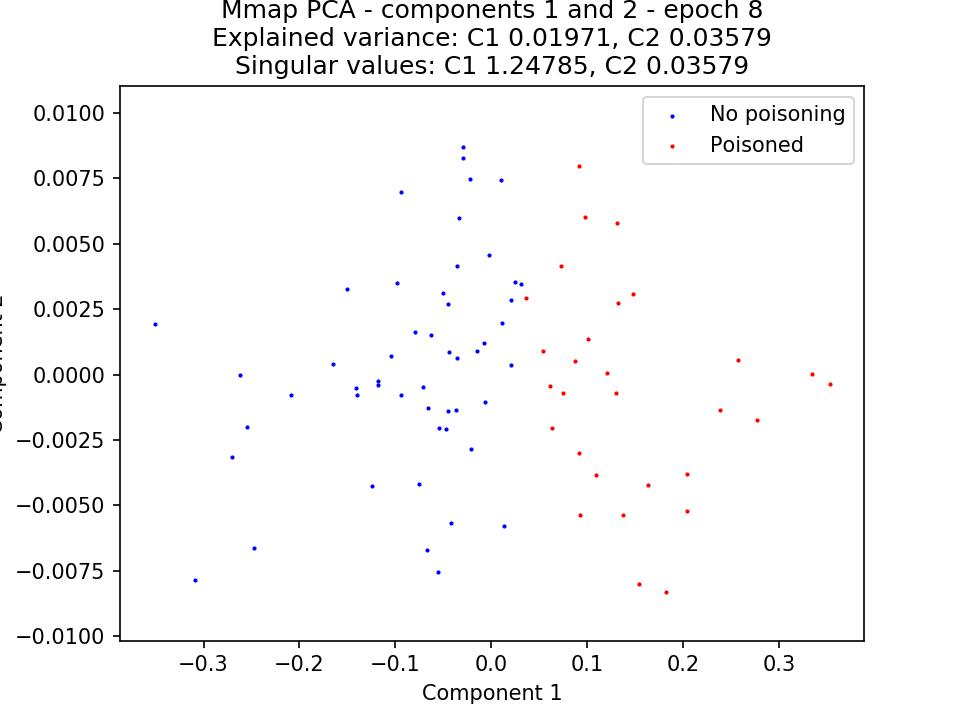 Mmap PCA - components 1 and 2 - epoch 8
Explained variance: C1 0.01971, C2 0.03579
Singular values: C1 1.24785, C2 0.03579
No poisoning
Poisoned
0.0100
0.0075
0.0050
0.0025
0.0000
−0.0025
−0.0050
−0.0075
−0.0100
−0.3
−0.2
−0.1
0.0
0.1
0.2
0.3
Component 1